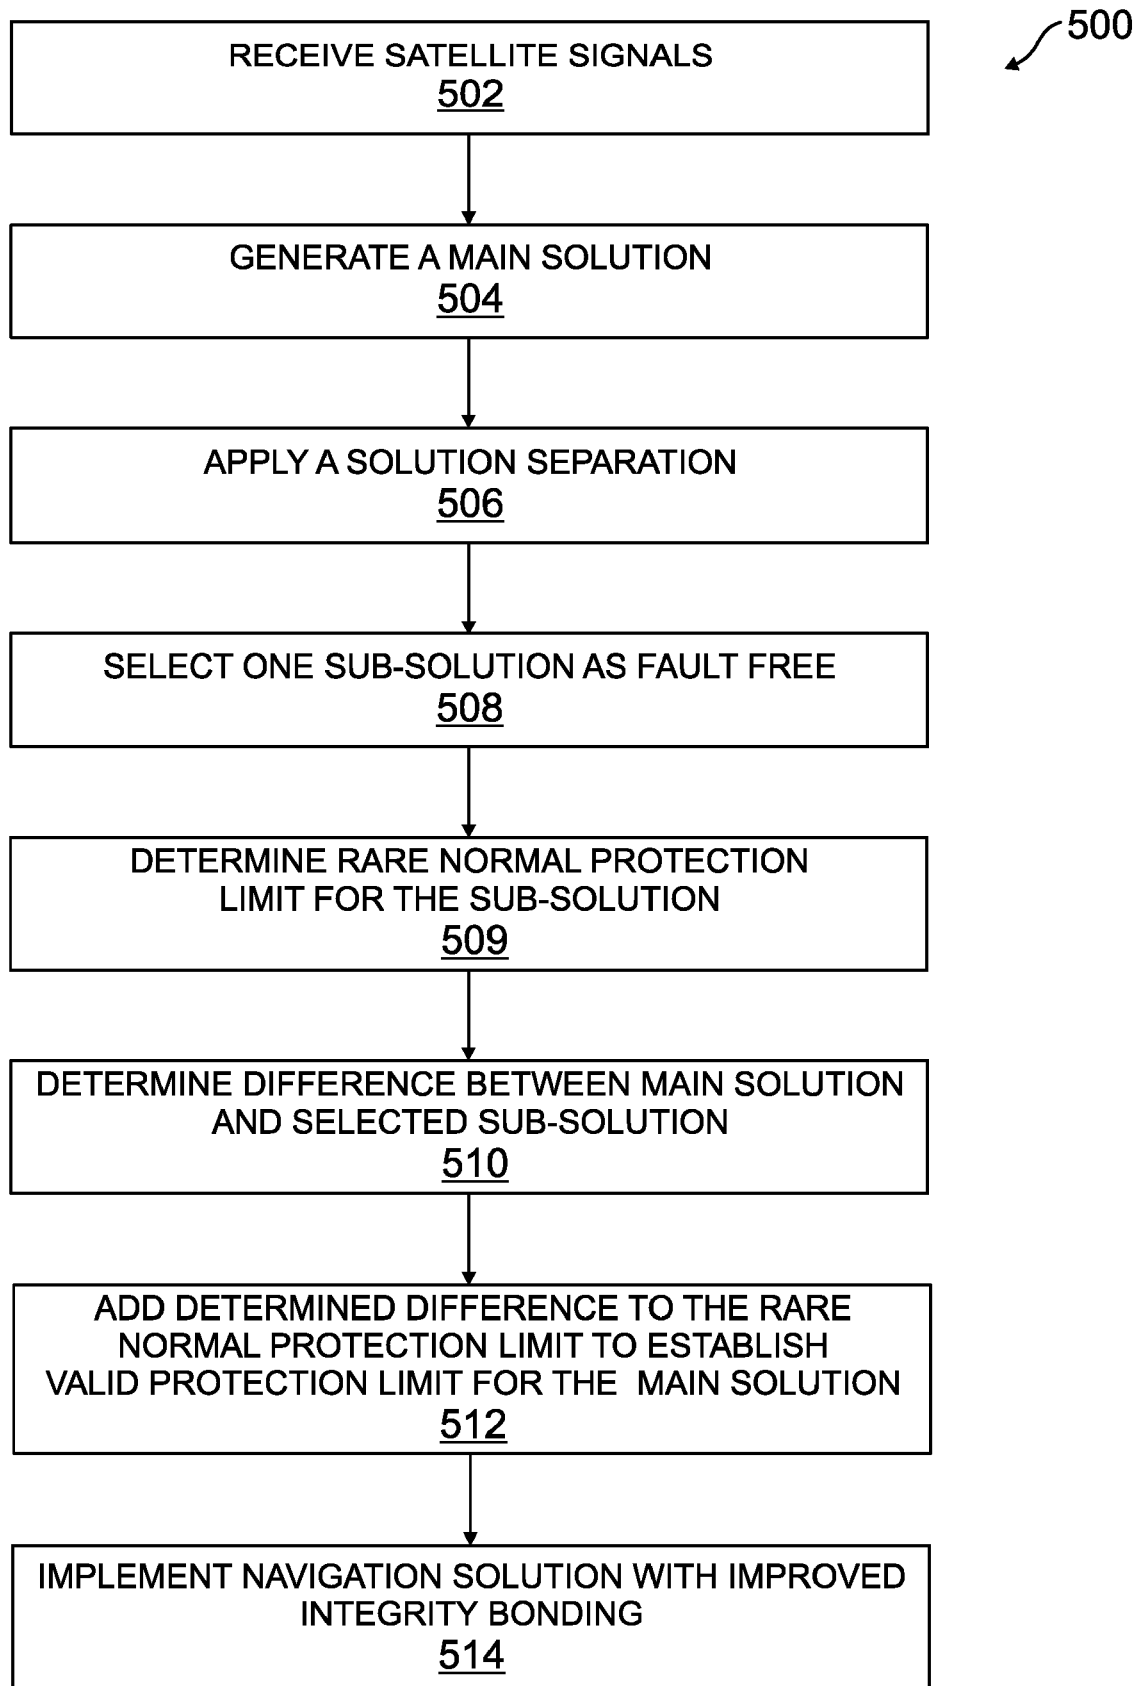 500
RECEIVE SATELLITE SIGNALS
502
GENERATE A MAIN SOLUTION
504
APPLY A SOLUTION SEPARATION
506
SELECT ONE SUB-SOLUTION AS FAULT FREE
508
DETERMINE RARE NORMAL PROTECTION
LIMIT FOR THE SUB-SOLUTION
509
DETERMINE DIFFERENCE BETWEEN MAIN SOLUTION
AND SELECTED SUB-SOLUTION
510
ADD DETERMINED DIFFERENCE TO THE RARE
NORMAL PROTECTION LIMIT TO ESTABLISH
VALID PROTECTION LIMIT FOR THE MAIN SOLUTION
512
IMPLEMENT NAVIGATION SOLUTION WITH IMPROVED
INTEGRITY BONDING
514